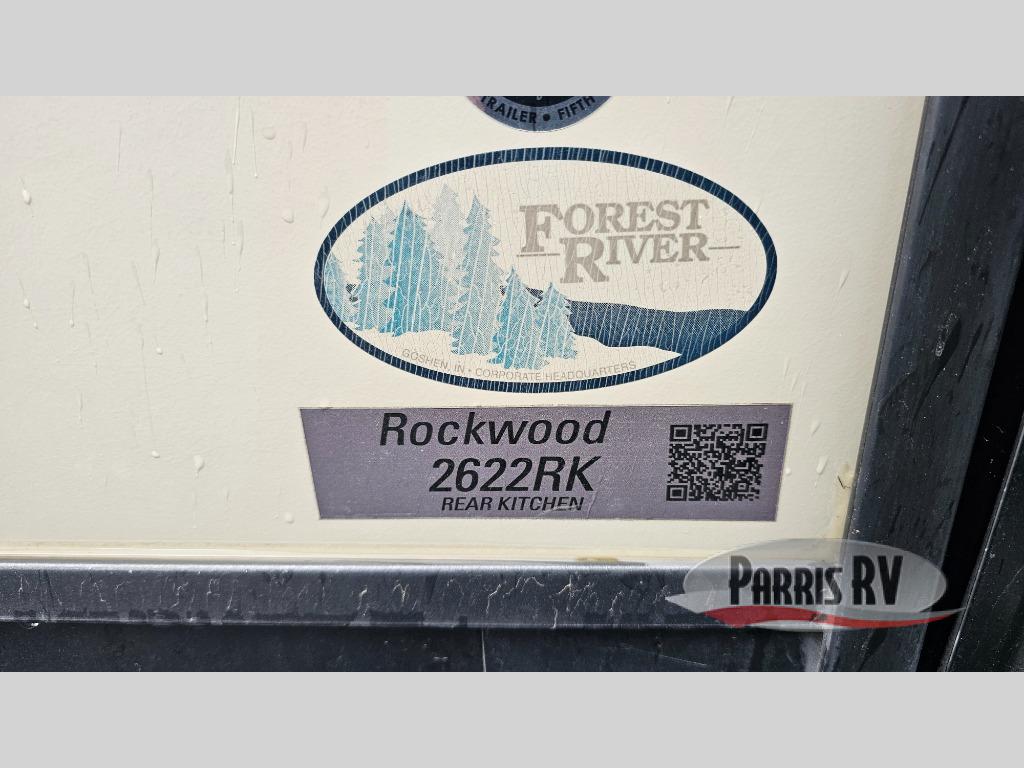 TRAILER • FIFTH
FOREST
RIVER
GOSHEN, IN • CORPORATE HEADQUARTERS
Rockwood
2622RK
REAR KITCHEN
PARRIS RV